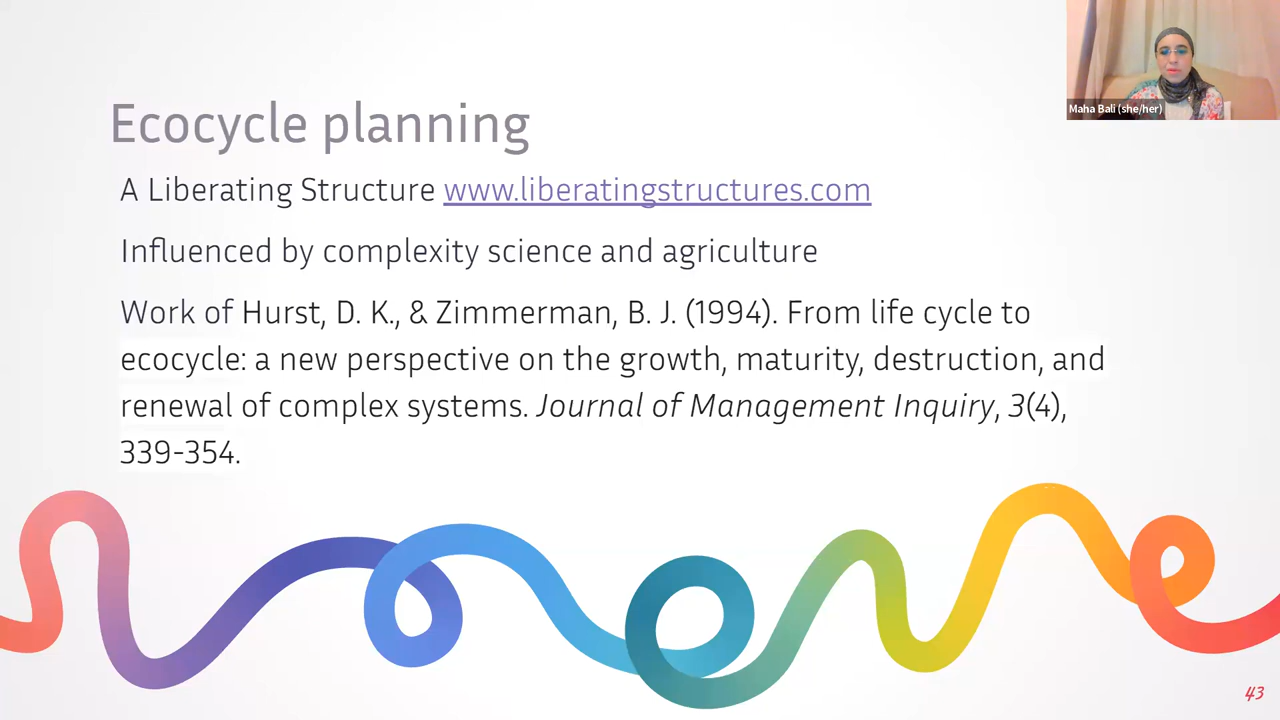 Maha Bali (she/her)
Ecocycle planning
A Liberating Structure www.liberatingstructures.com
Influenced by complexity science and agriculture
Work of Hurst, D. K., & Zimmerman, B. J. (1994). From life cycle to
ecocycle: a new perspective on the growth, maturity, destruction, and
renewal of complex systems. Journal of Management Inquiry, 3(4),
339-354.
43